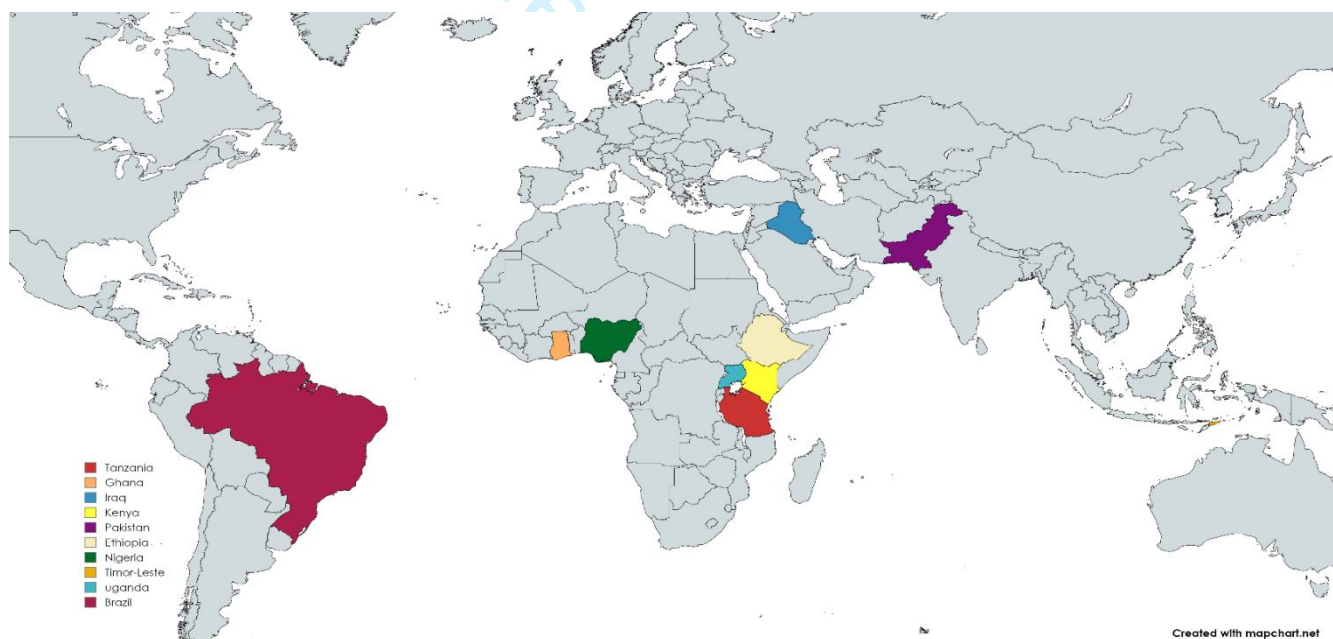 Tanzania
Ghana
Iraq
Kenya
Pakistan
Ethiopia
Nigeria
Timor-Leste
uganda
Brazil
Created with mapchart.net